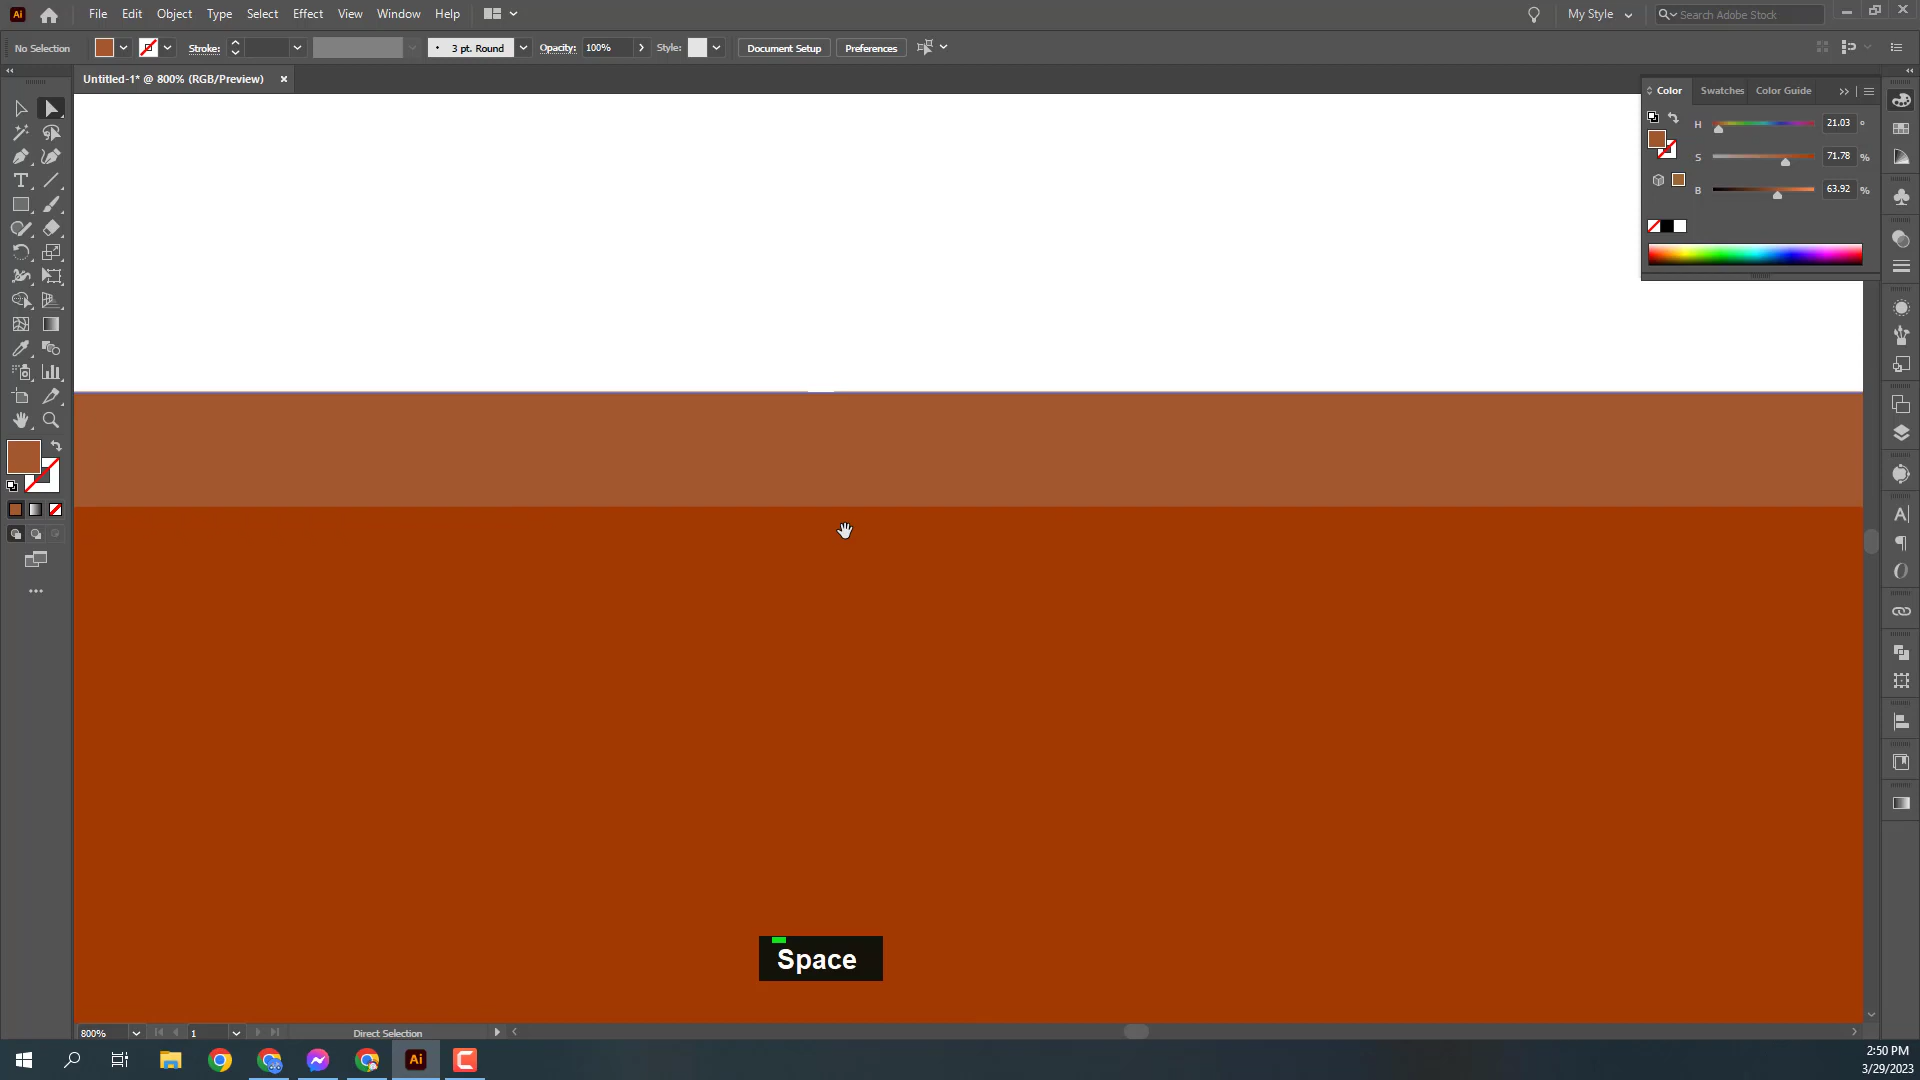 Ai File Edit Object Type Select Effect View Window Help My Style Search Adobe Stock
No Selection Stroke: 3 pt. Round Opacity: 100% Style: Document Setup Preferences
Untitled-1* @ 800% (RGB/Preview)
Color Swatches Color Guide
H 21.03 °
S 71.78 %
B 63.92 %
Space
800% 1 Direct Selection
Ai
2:50 PM
3/29/2023